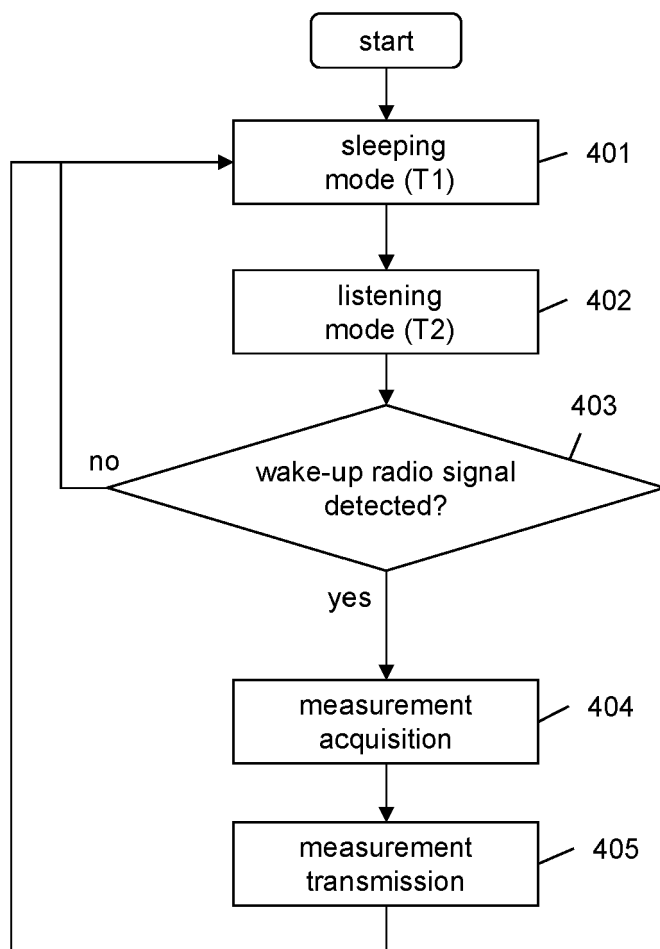 start
sleeping
mode (T1)
401
listening
mode (T2)
402
403
wake-up radio signal
detected?
no
yes
measurement
acquisition
404
measurement
transmission
405